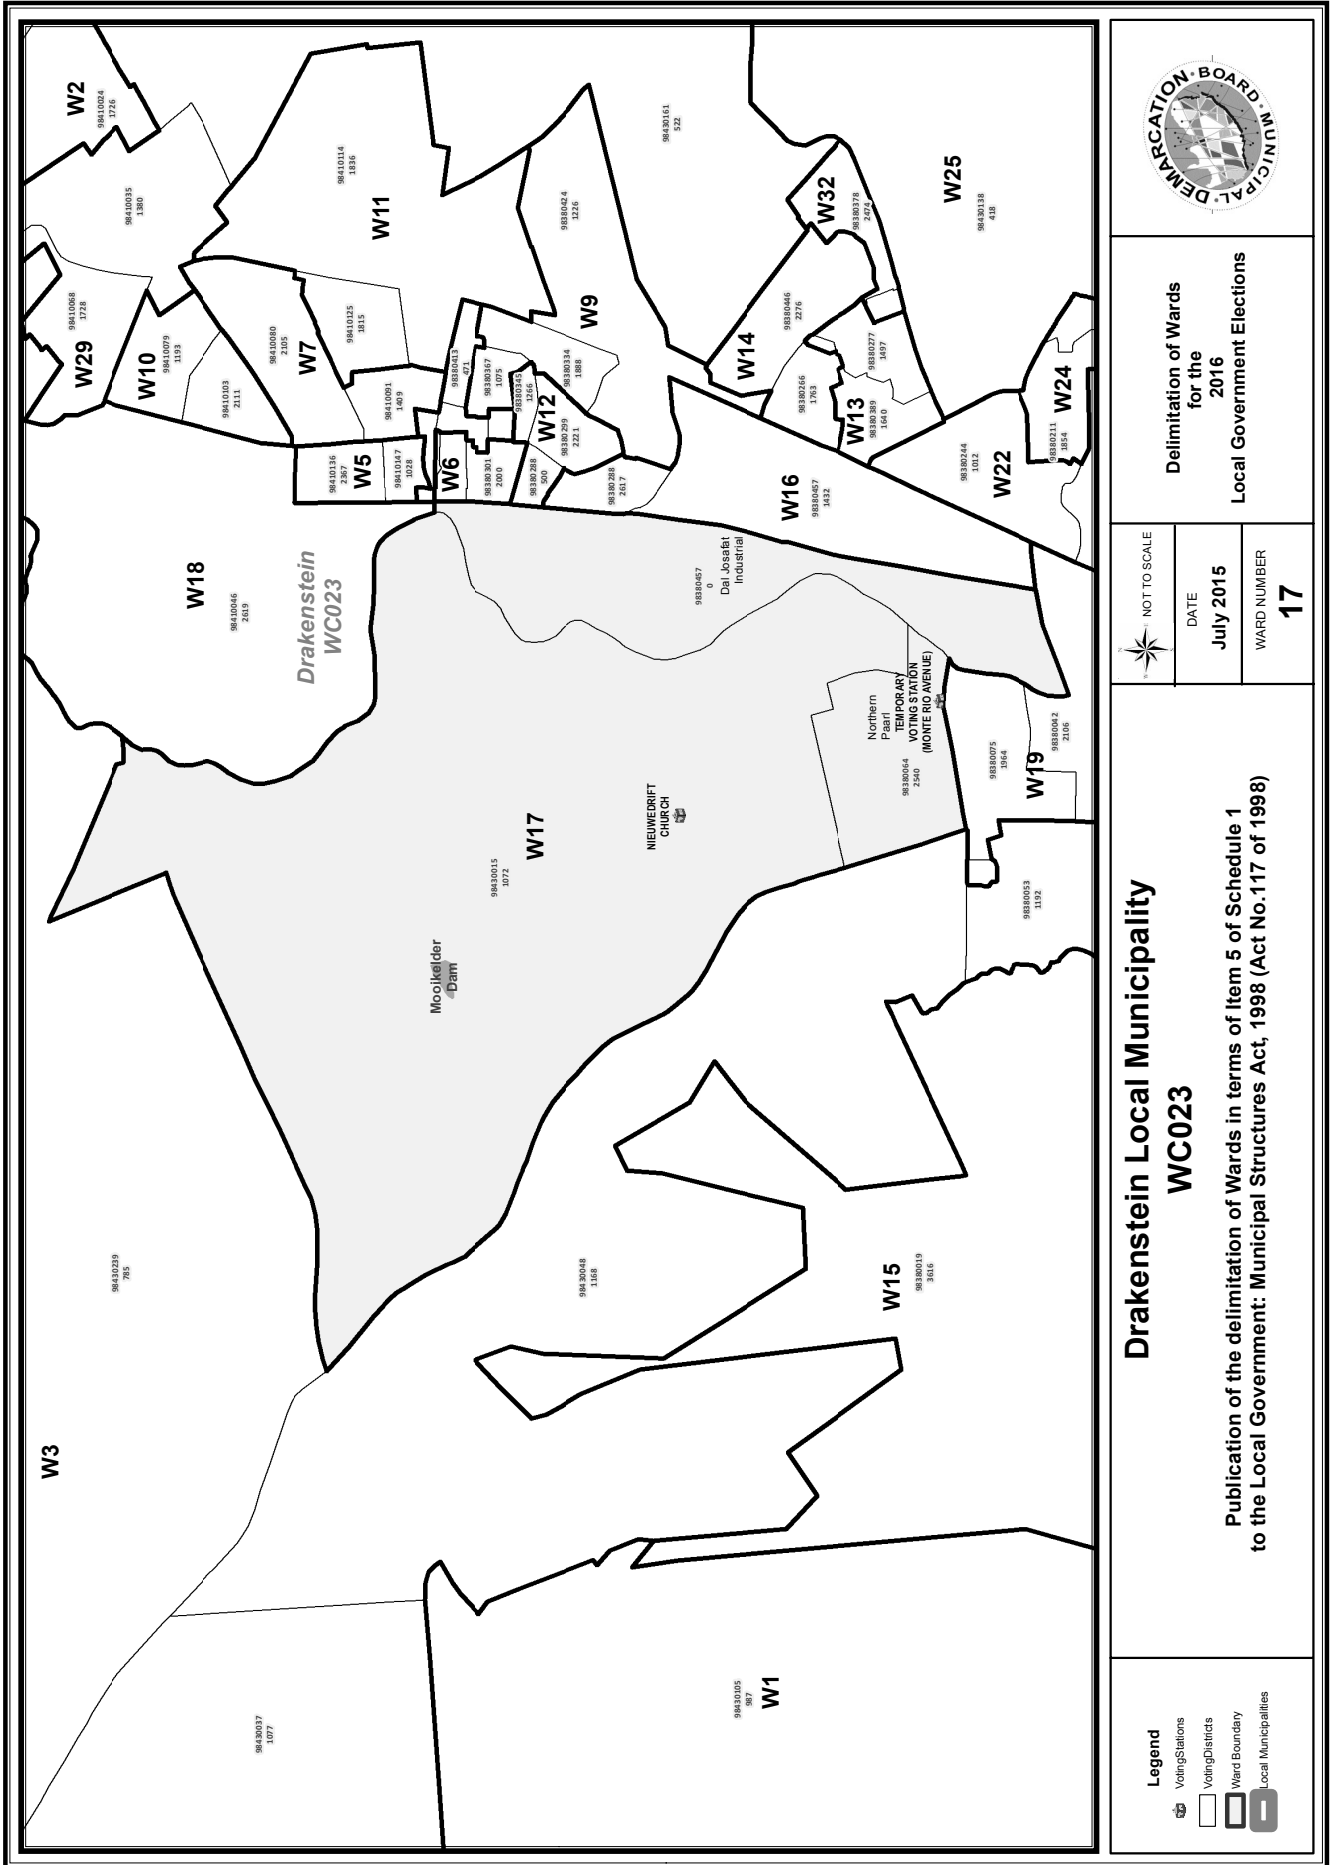 W2
98410024
1726
98410035
1380
98410114
1836
W11
98430161
522
98380424
1226
W32
98380378
2474
W25
98430138
418
98410068
1728
W29
W10
98410079
1193
98410103
2111
98410080
2105
W7
98410125
1815
98410091
1409
98380413
471
98380367
1075
98380345
1266
W9
98380334
1888
W12
98380299
2221
W14
98380446
2276
98380266
1763
98380277
1497
W13
98380389
1640
W24
98380211
1854
98410136
2367
W5
98410147
1028
W6
98380301
2000
98380288
500
98380288
2617
W16
98380457
1432
98380244
1012
W22
W18
98410046
2619
Drakenstein
WC023
98380457
0
Dal Josafat
Industrial
Northern
Paarl
TEMPORARY
VOTING STATION
(MONTE RIO AVENUE)
98380064
2540
98380075
1964
W19
98380042
2106
NIEUWEDRIFT
CHURCH
W17
98430015
1072
Mooikelder
Dam
98380053
1192
98430239
785
98430048
1168
W15
98380019
3616
W3
98430037
1077
98430105
987
W1
MUNICIPAL • DEMARCATION • BOARD •
Delimitation of Wards
for the
2016
Local Government Elections
NOT TO SCALE
DATE
July 2015
WARD NUMBER
17
Drakenstein Local Municipality
WC023
Publication of the delimitation of Wards in terms of Item 5 of Schedule 1
to the Local Government: Municipal Structures Act, 1998 (Act No.117 of 1998)
Legend
VotingStations
VotingDistricts
Ward Boundary
Local Municipalities